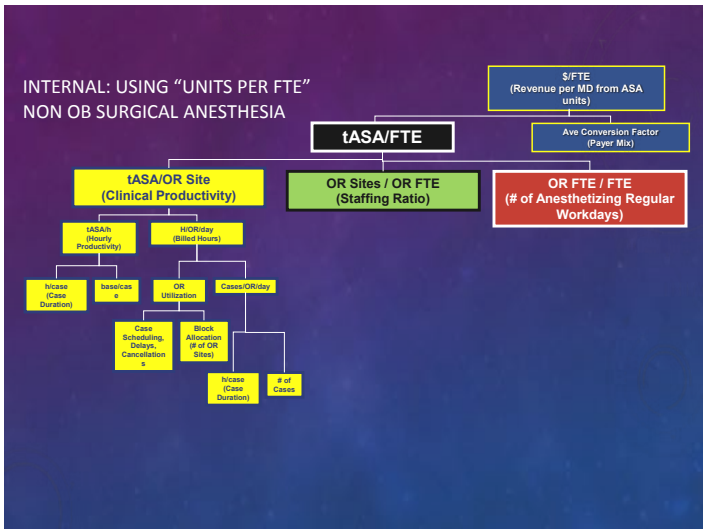 INTERNAL: USING “UNITS PER FTE”
NON OB SURGICAL ANESTHESIA
$/FTE
(Revenue per MD from ASA
units)
tASA/FTE
Ave Conversion Factor
(Payer Mix)
tASA/OR Site
(Clinical Productivity)
OR Sites / OR FTE
(Staffing Ratio)
OR FTE / FTE
(# of Anesthetizing Regular
Workdays)
tASA/h
(Hourly
Productivity)
H/OR/day
(Billed Hours)
h/case
(Case
Duration)
base/cas
e
OR
Utilization
Cases/OR/day
Case
Scheduling,
Delays,
Cancellation
s
Block
Allocation
(# of OR
Sites)
h/case
(Case
Duration)
# of
Cases